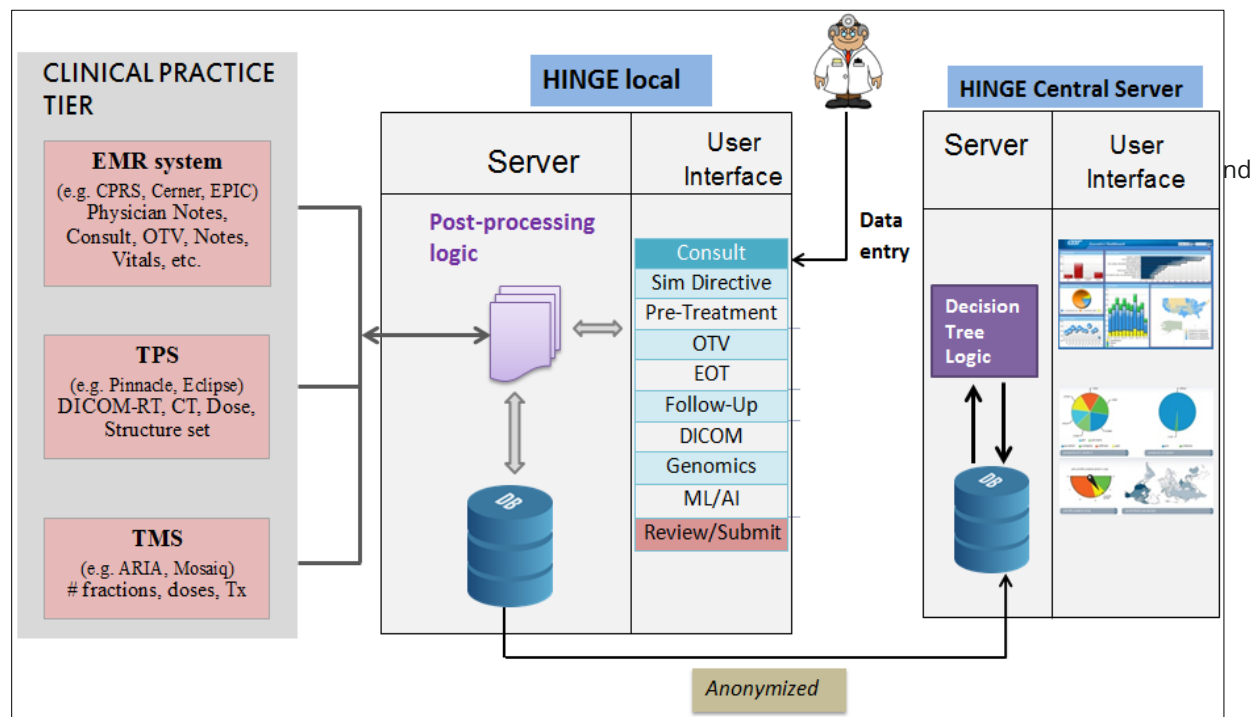 CLINICAL PRACTICE
TIER
EMR system
(e.g. CPRS, Cerner, EPIC)
Physician Notes,
Consult, OTV, Notes,
Vitals, etc.
TPS
(e.g. Pinnacle, Eclipse)
DICOM-RT, CT, Dose,
Structure set
TMS
(e.g. ARIA, Mosaiq)
# fractions, doses, Tx
HINGE local
Server
User
Interface
Post-processing
logic
DB
Consult
Sim Directive
Pre-Treatment
OTV
EOT
Follow-Up
DICOM
Genomics
ML/AI
Review/Submit
Data
entry
HINGE Central Server
Server
User
Interface
nd
Decision
Tree
Logic
DB
Anonymized